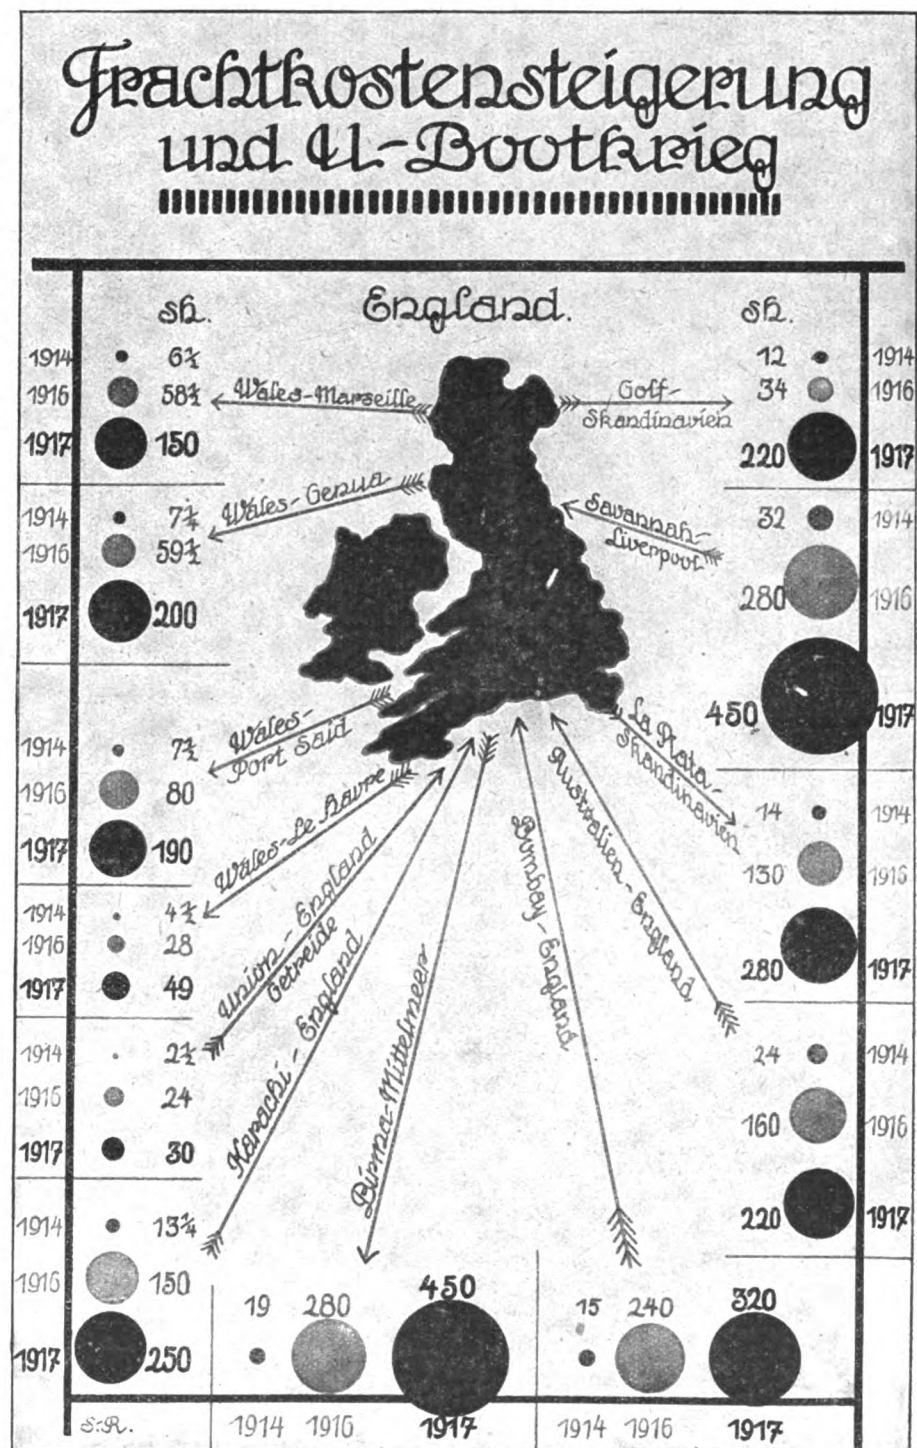 Frachtkostensteigerung
und U-Bootkrieg
England.
sh.
1914 6½
1916 58½
1917 150
1914 7¼
1916 59½
1917 200
1914 7½
1916 80
1917 190
1914 4½
1916 28
1917 49
1914 2½
1916 24
1917 30
1914 13¾
1916 150
1917 250
Wales-Marseille
Wales-Genua
Wales-
Port Said
Wales-Le Hâvre
Union-England
Getreide
Karachi-England
Birma-Mittelmeer
Bombay-England
Australien-England
La Plata-
Skandinavien
Savannah-
Liverpool
Golf-
Skandinavien
sh.
12 1914
34 1916
220 1917
32 1914
280 1916
450 1917
14 1914
130 1916
280 1917
24 1914
160 1916
220 1917
19 280 450
1914 1916 1917
15 240 320
1914 1916 1917
S.R.